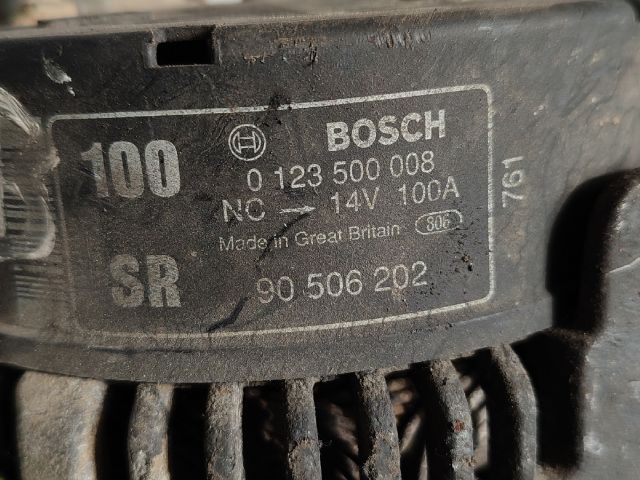 100
BOSCH
0 123 500 008
NC → 14V 100A
Made in Great Britain 806
SR
90 506 202
761